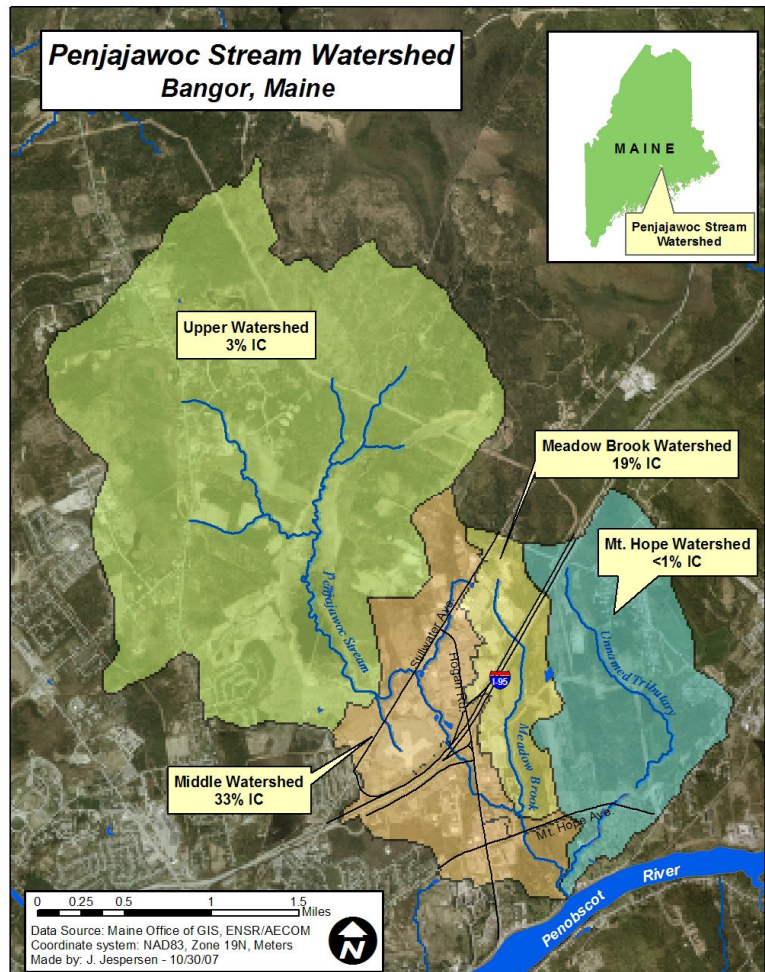 Penjajawoc Stream Watershed
Bangor, Maine
MAINE
Penjajawoc Stream
Watershed
Upper Watershed
3% IC
Meadow Brook Watershed
19% IC
Mt. Hope Watershed
<1% IC
Penjajawoc Stream
Stillwater Ave.
Hogan Rd.
I-95
Unnamed Tributary
Meadow Brook
Middle Watershed
33% IC
Mt. Hope Ave.
Penobscot River
0 0.25 0.5 1 1.5
Miles
Data Source: Maine Office of GIS, ENSR/AECOM
Coordinate system: NAD83, Zone 19N, Meters
Made by: J. Jespersen - 10/30/07
N